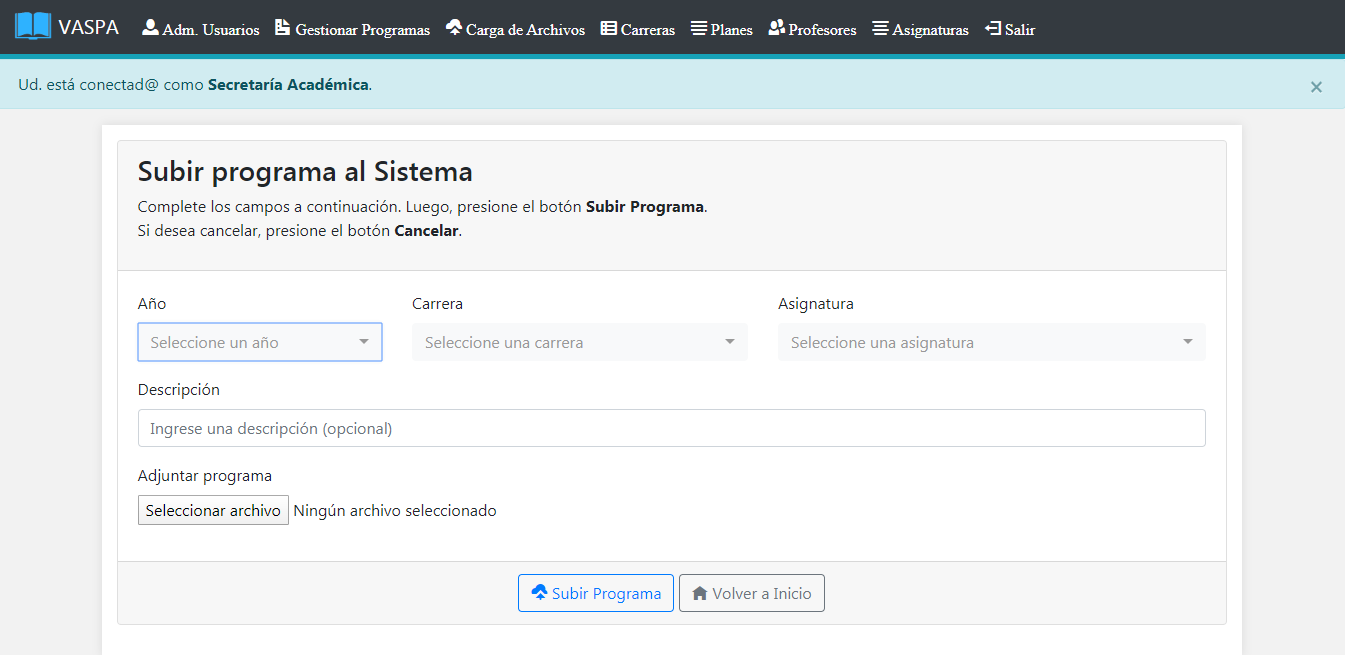 VASPA Adm. Usuarios Gestionar Programas Carga de Archivos Carreras Planes Profesores Asignaturas Salir
Ud. está conectad@ como Secretaría Académica. ×
Subir programa al Sistema
Complete los campos a continuación. Luego, presione el botón Subir Programa.
Si desea cancelar, presione el botón Cancelar.
Año Carrera Asignatura
Seleccione un año Seleccione una carrera Seleccione una asignatura
Descripción
Ingrese una descripción (opcional)
Adjuntar programa
Seleccionar archivo Ningún archivo seleccionado
Subir Programa Volver a Inicio